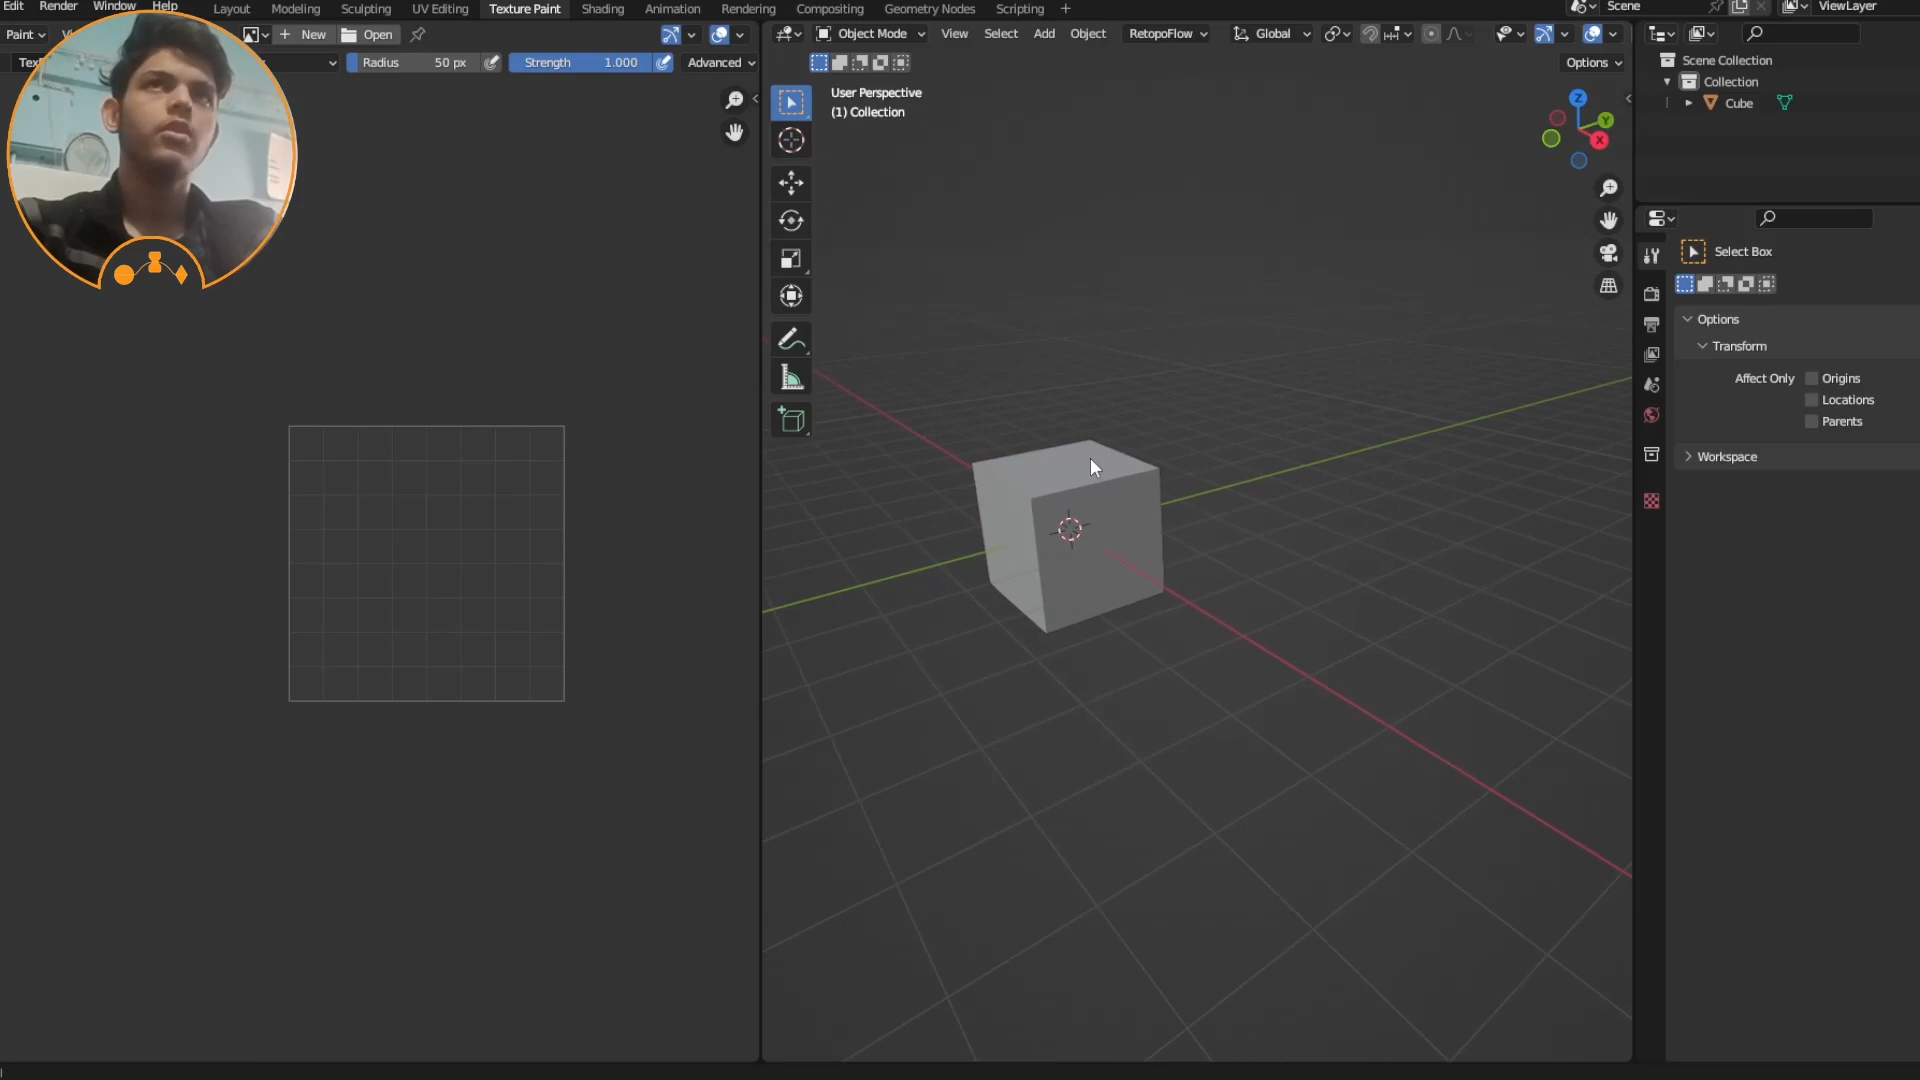 Edit Render Window Help Layout Modeling Sculpting UV Editing Texture Paint Shading Animation Rendering Compositing Geometry Nodes Scripting + Scene ViewLayer
Paint New Open Object Mode View Select Add Object RetopoFlow Global
Radius 50 px Strength 1.000 Advanced Options
User Perspective
(1) Collection
Z
Y
X
Scene Collection
Collection
Cube
Select Box
Options
Transform
Affect Only Origins
Locations
Parents
Workspace